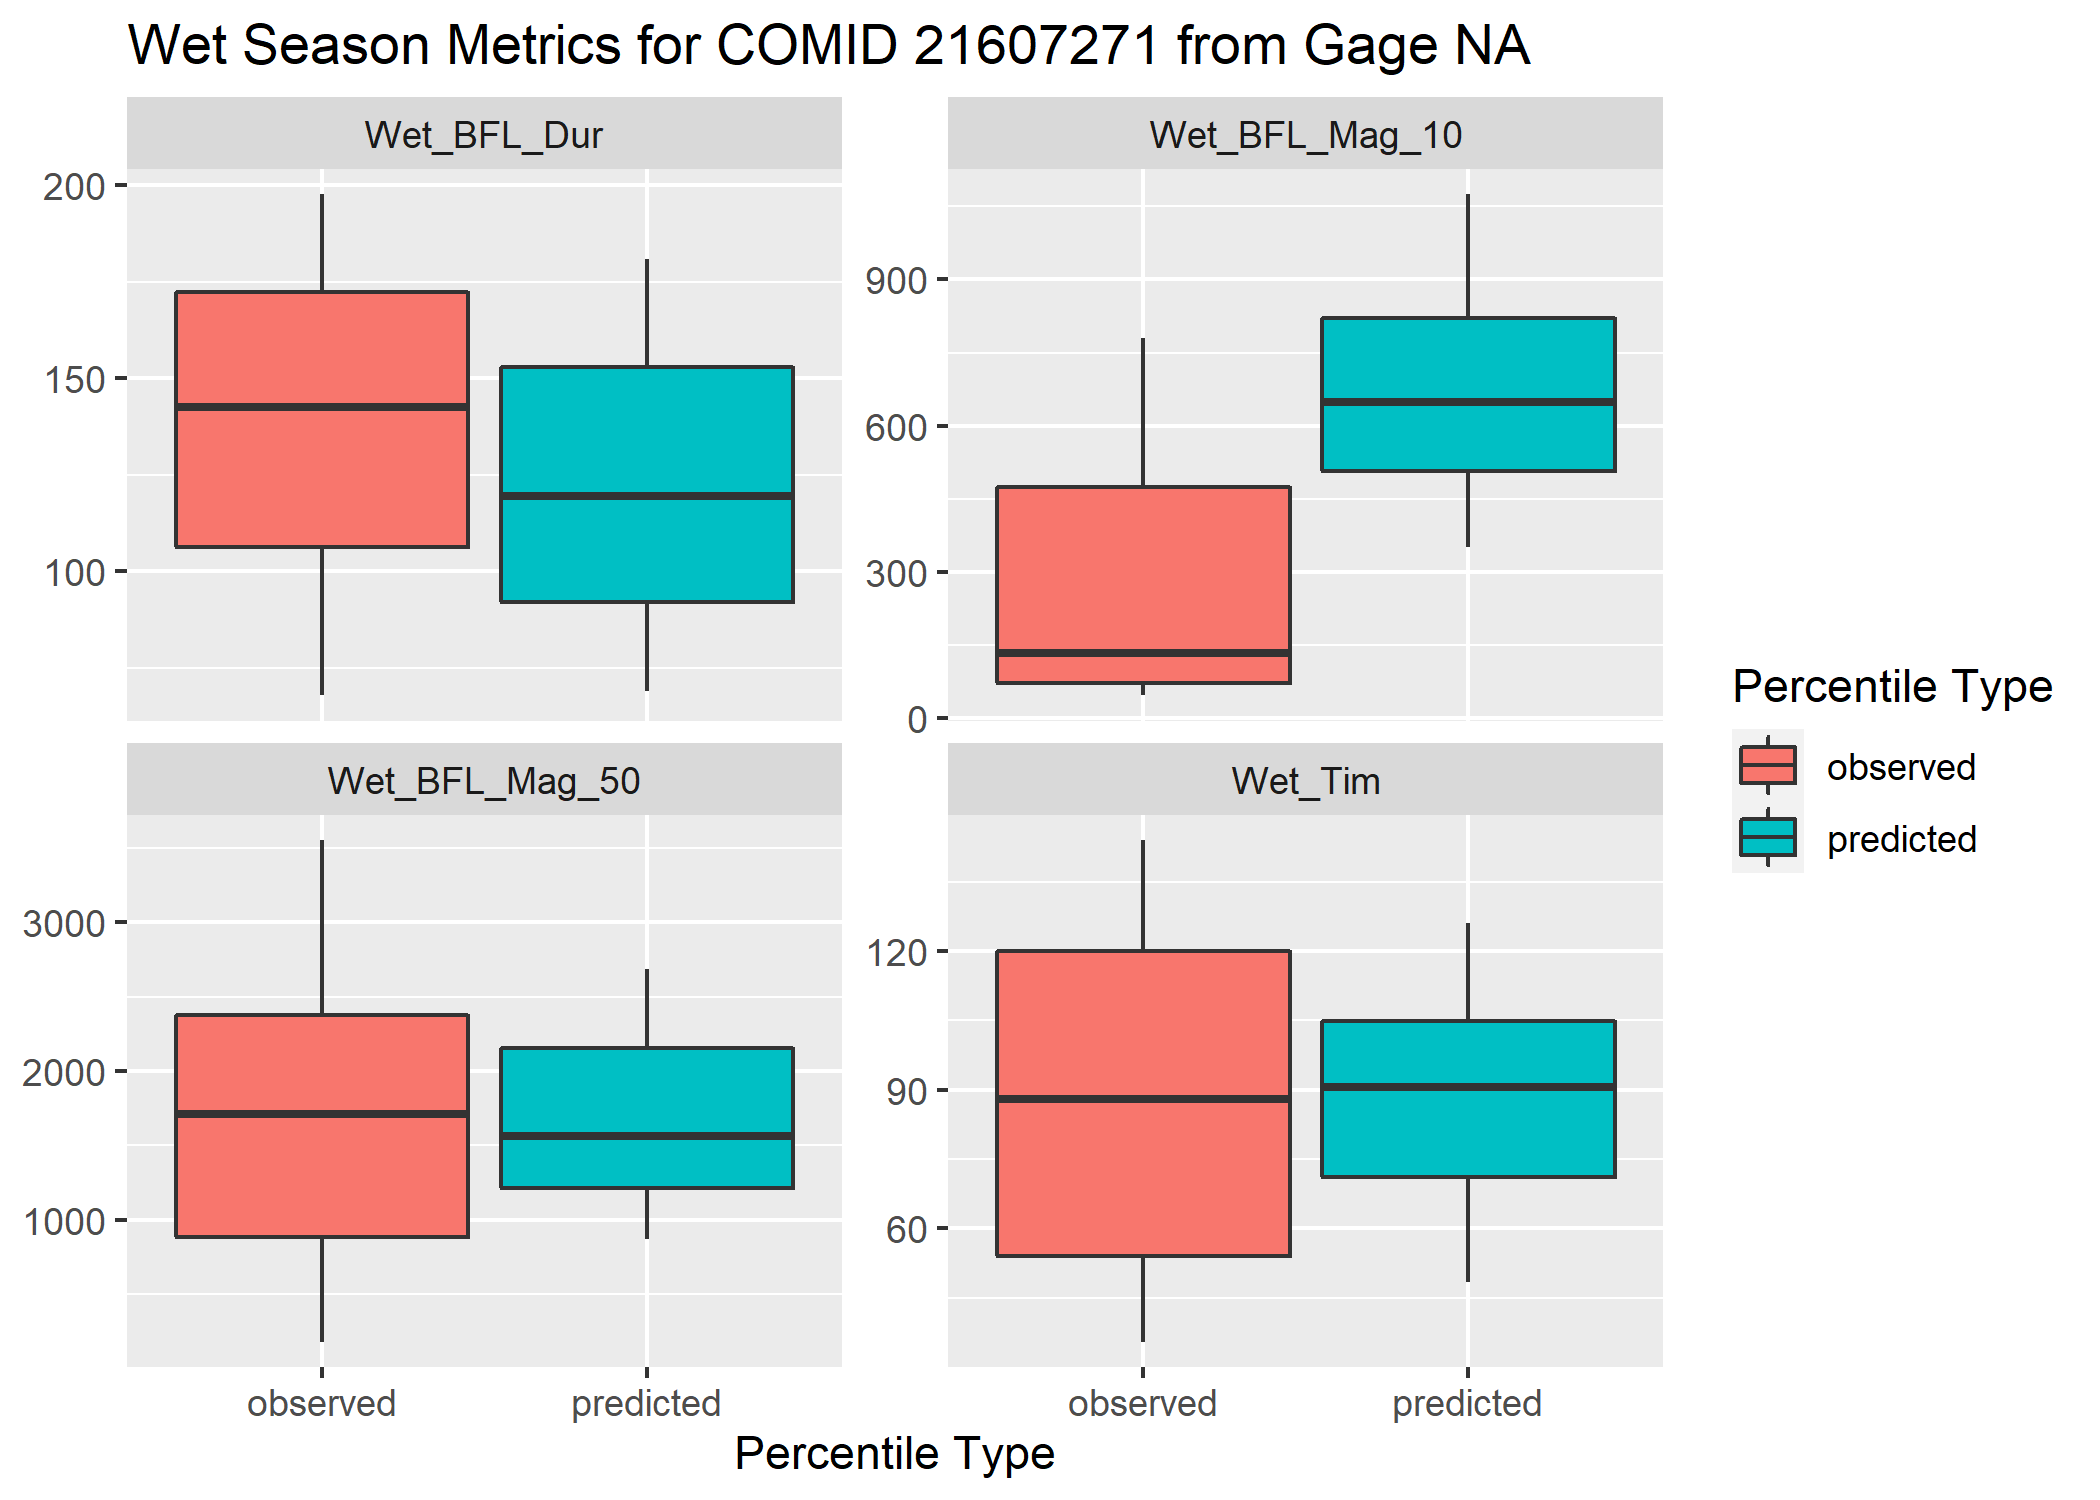 Wet Season Metrics for COMID 21607271 from Gage NA
Wet_BFL_Dur
200
150
100
Wet_BFL_Mag_10
900
600
300
0
Wet_BFL_Mag_50
3000
2000
1000
observed
predicted
Wet_Tim
120
90
60
observed
predicted
Percentile Type
Percentile Type
observed
predicted